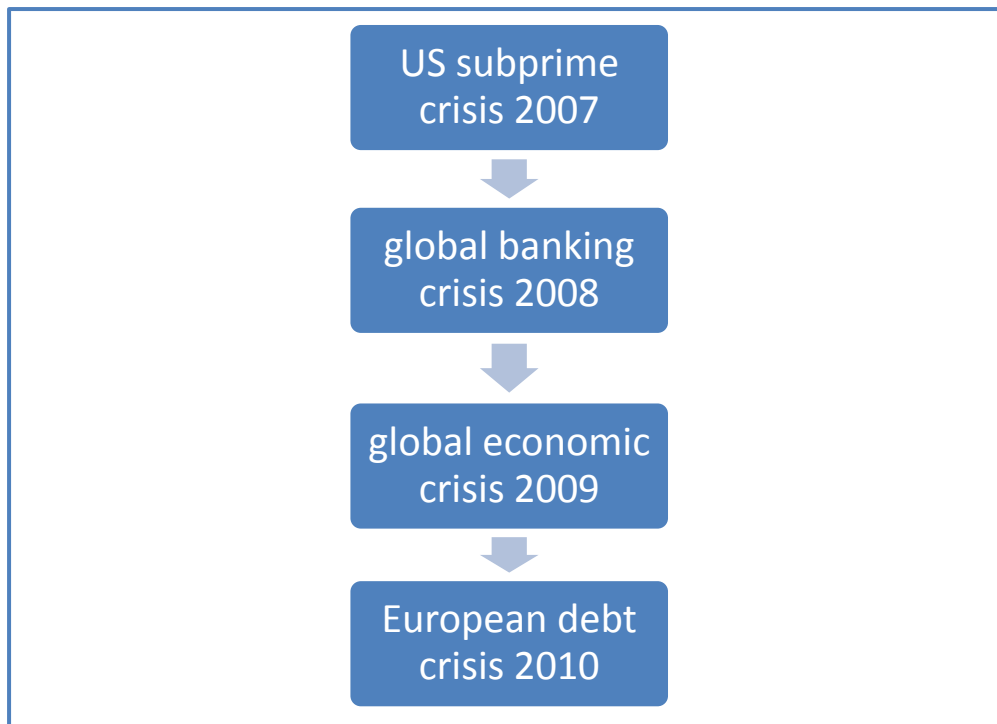 US subprime
crisis 2007
global banking
crisis 2008
global economic
crisis 2009
European debt
crisis 2010